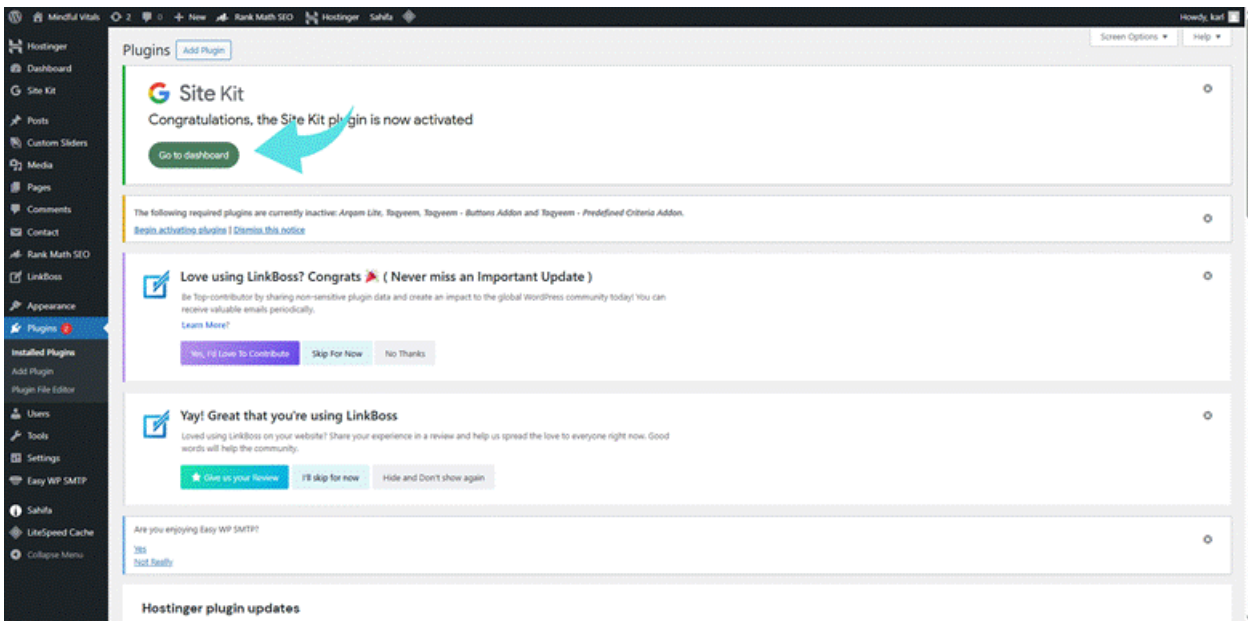 Mindful Vitals 2 0 New Rank Math SEO Hostinger Sahifa Howdy, karl
Screen Options ▼ Help ▼
Hostinger
Dashboard
Site Kit
Posts
Custom Sliders
Media
Pages
Comments
Contact
Rank Math SEO
LinkBoss
Appearance
Plugins 2
Installed Plugins
Add Plugin
Plugin File Editor
Users
Tools
Settings
Easy WP SMTP
Sahifa
LiteSpeed Cache
Collapse Menu
Plugins Add Plugin
G Site Kit
Congratulations, the Site Kit plugin is now activated
Go to dashboard
The following required plugins are currently inactive: Arqam Lite, Taqyeem, Taqyeem - Buttons Addon and Taqyeem - Predefined Criteria Addon.
Begin activating plugins | Dismiss this notice
Love using LinkBoss? Congrats 🎉 ( Never miss an Important Update )
Be Top-contributor by sharing non-sensitive plugin data and create an impact to the global WordPress community today! You can
receive valuable emails periodically.
Learn More?
Yes, I'd Love To Contribute Skip For Now No Thanks
Yay! Great that you're using LinkBoss
Loved using LinkBoss on your website? Share your experience in a review and help us spread the love to everyone right now. Good
words will help the community.
Give us your Review I'll skip for now Hide and Don't show again
Are you enjoying Easy WP SMTP?
Yes
Not Really
Hostinger plugin updates